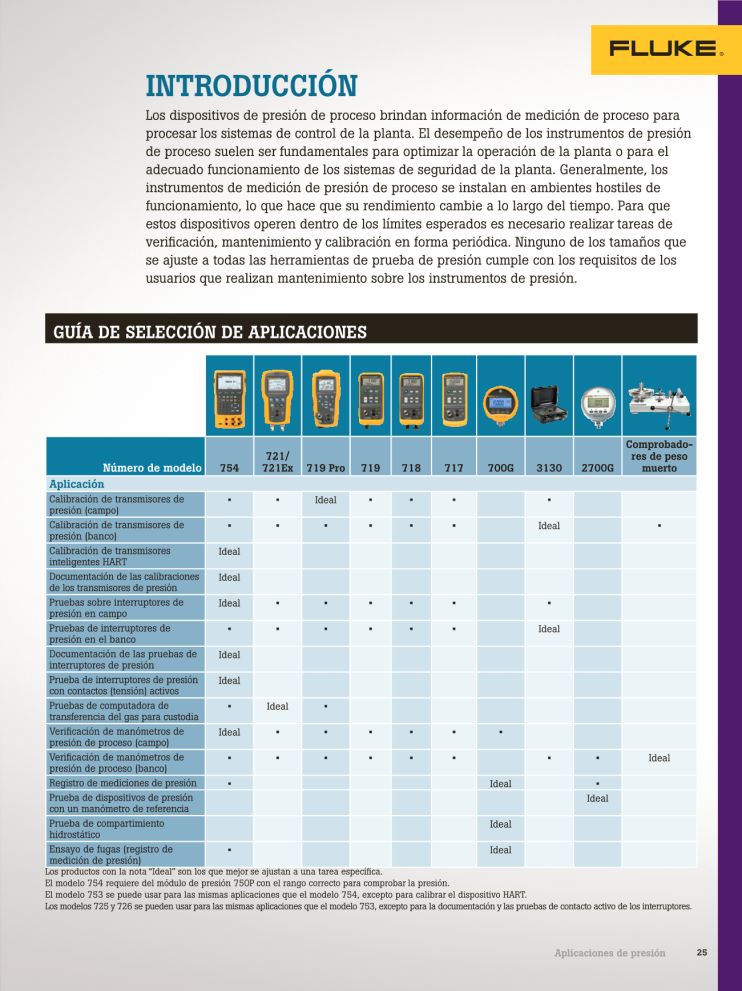 FLUKE®
INTRODUCCIÓN
Los dispositivos de presión de proceso brindan información de medición de proceso para
procesar los sistemas de control de la planta. El desempeño de los instrumentos de presión
de proceso suelen ser fundamentales para optimizar la operación de la planta o para el
adecuado funcionamiento de los sistemas de seguridad de la planta. Generalmente, los
instrumentos de medición de presión de proceso se instalan en ambientes hostiles de
funcionamiento, lo que hace que su rendimiento cambie a lo largo del tiempo. Para que
estos dispositivos operen dentro de los límites esperados es necesario realizar tareas de
verificación, mantenimiento y calibración en forma periódica. Ninguno de los tamaños que
se ajuste a todas las herramientas de prueba de presión cumple con los requisitos de los
usuarios que realizan mantenimiento sobre los instrumentos de presión.
GUÍA DE SELECCIÓN DE APLICACIONES
Número de modelo 754 721/ 721Ex 719 Pro 719 718 717 700G 3130 2700G Comprobado-
res de peso
muerto
Aplicación
Calibración de transmisores de
presión (campo) ▪ ▪ Ideal ▪ ▪ ▪ ▪
Calibración de transmisores de
presión (banco) ▪ ▪ ▪ ▪ ▪ ▪ Ideal ▪
Calibración de transmisores
inteligentes HART Ideal
Documentación de las calibraciones
de los transmisores de presión Ideal
Pruebas sobre interruptores de
presión en campo Ideal ▪ ▪ ▪ ▪ ▪ ▪
Pruebas de interruptores de
presión en el banco ▪ ▪ ▪ ▪ ▪ ▪ Ideal
Documentación de las pruebas de
interruptores de presión Ideal
Prueba de interruptores de presión
con contactos (tensión) activos Ideal
Pruebas de computadora de
transferencia del gas para custodia ▪ Ideal ▪
Verificación de manómetros de
presión de proceso (campo) Ideal ▪ ▪ ▪ ▪ ▪ ▪
Verificación de manómetros de
presión de proceso (banco) ▪ ▪ ▪ ▪ ▪ ▪ ▪ ▪ Ideal
Registro de mediciones de presión ▪ Ideal ▪
Prueba de dispositivos de presión
con un manómetro de referencia Ideal
Prueba de compartimiento
hidrostático Ideal
Ensayo de fugas (registro de
medición de presión) ▪ Ideal
Los productos con la nota “Ideal” son los que mejor se ajustan a una tarea específica.
El modelo 754 requiere del módulo de presión 750P con el rango correcto para comprobar la presión.
El modelo 753 se puede usar para las mismas aplicaciones que el modelo 754, excepto para calibrar el dispositivo HART.
Los modelos 725 y 726 se pueden usar para las mismas aplicaciones que el modelo 753, excepto para la documentación y las pruebas de contacto activo de los interruptores.
Aplicaciones de presión 25